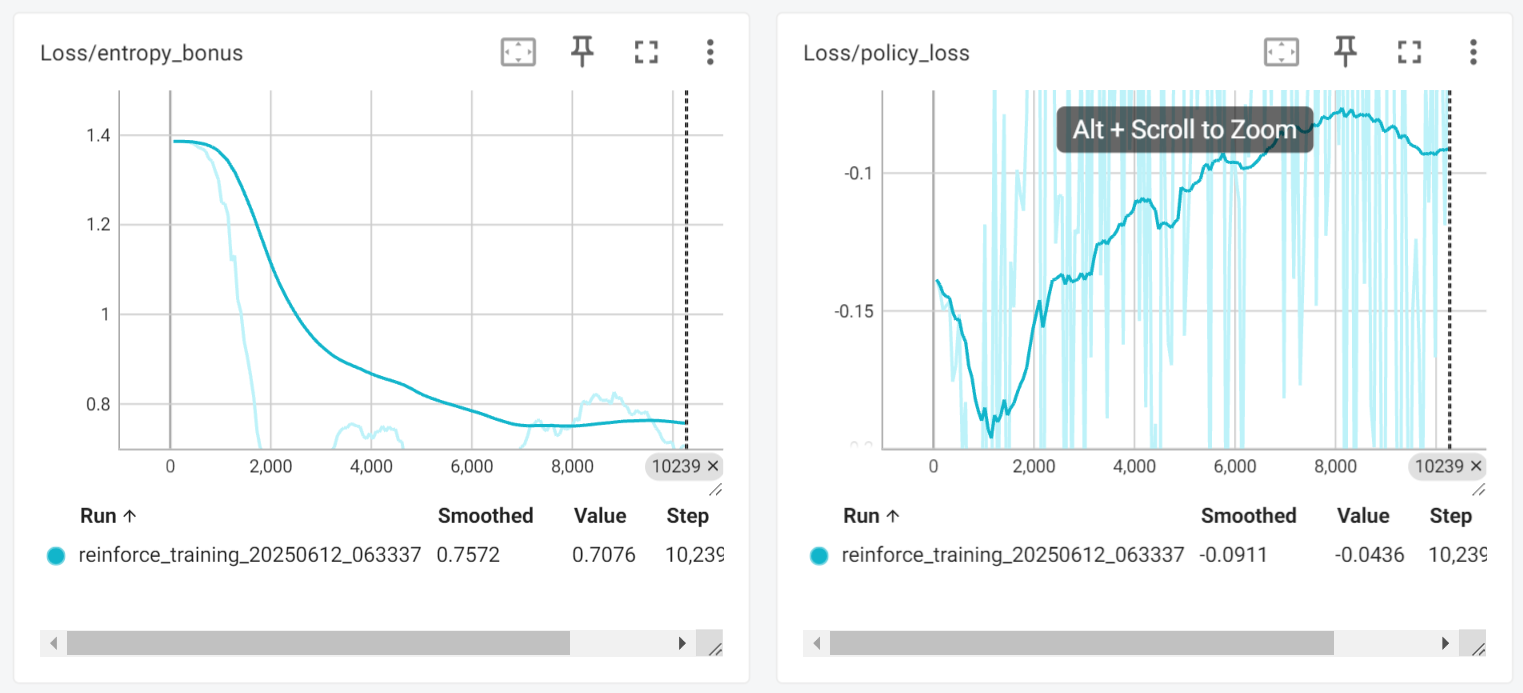 Loss/entropy_bonus
1.4
1.2
1
0.8
0 2,000 4,000 6,000 8,000 10239 ✕
Run ↑ Smoothed Value Step
reinforce_training_20250612_063337 0.7572 0.7076 10,239
Loss/policy_loss
Alt + Scroll to Zoom
-0.1
-0.15
0 2,000 4,000 6,000 8,000 10239 ✕
Run ↑ Smoothed Value Step
reinforce_training_20250612_063337 -0.0911 -0.0436 10,239